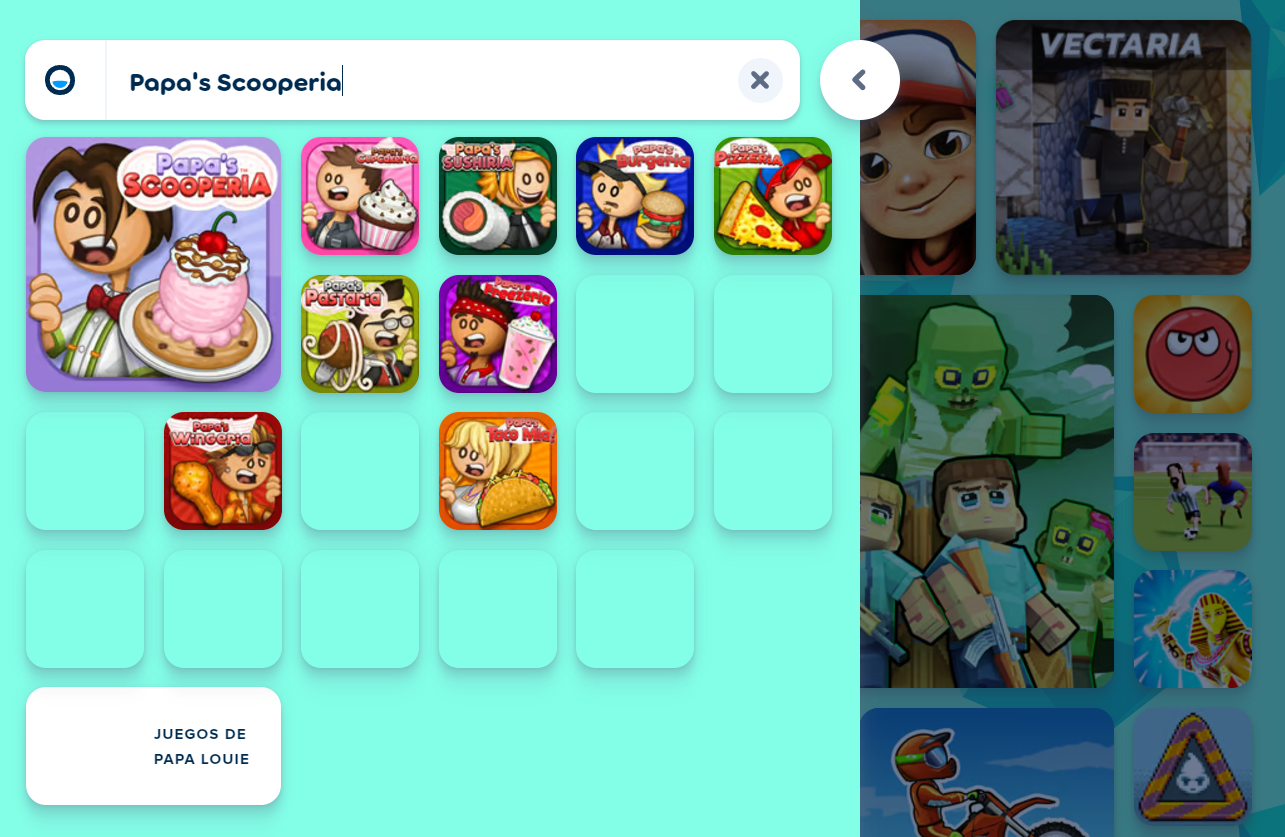 Papa's Scooperia
VECTARIA
Papa's
SCOOPERIA
Papa's
Cupcakeria
Papa's
SUSHIRIA
Papa's
Burgeria
Papa's
PIZZERIA
Papa's
Pastaria
Papa's
Freezeria
Papa's
Wingeria
Papa's
Taco Mia!
JUEGOS DE
PAPA LOUIE